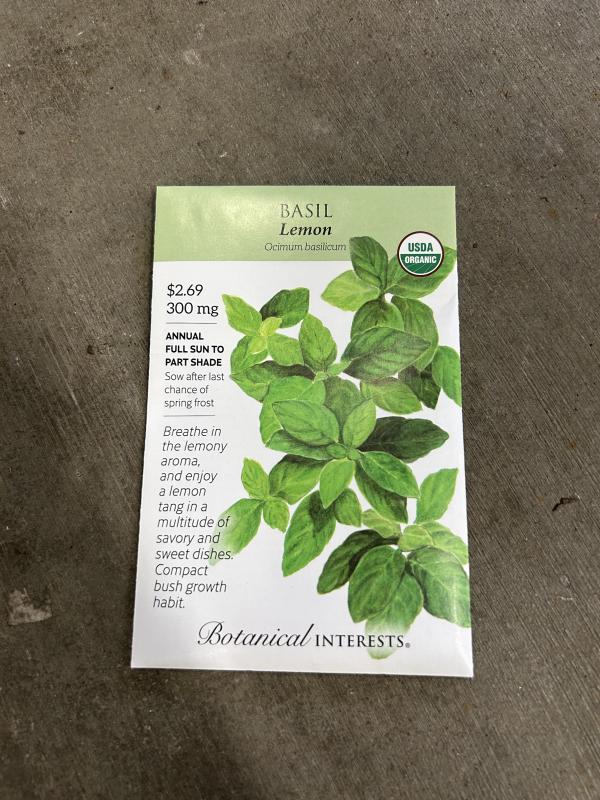 BASIL
Lemon
Ocimum basilicum
USDA
ORGANIC
$2.69
300 mg
ANNUAL
FULL SUN TO
PART SHADE
Sow after last
chance of
spring frost
Breathe in
the lemony
aroma,
and enjoy
a lemon
tang in a
multitude of
savory and
sweet dishes.
Compact
bush growth
habit.
Botanical INTERESTS®